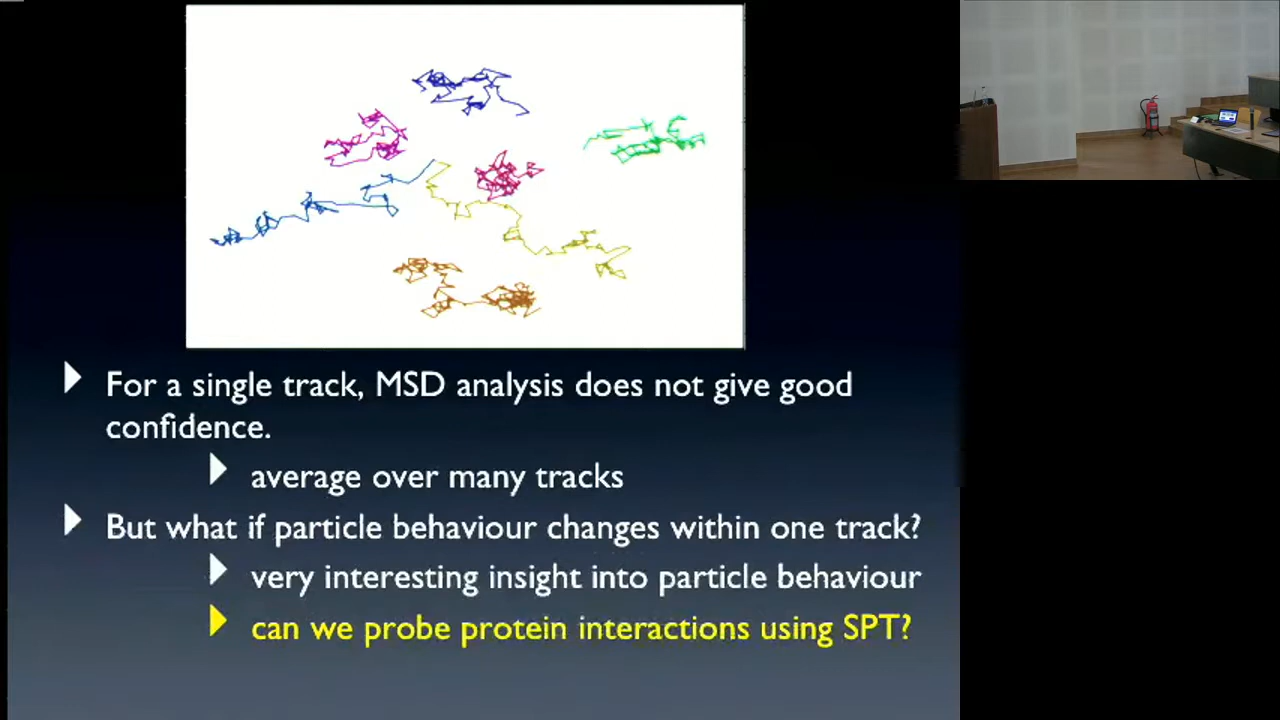 For a single track, MSD analysis does not give good
confidence.
average over many tracks
But what if particle behaviour changes within one track?
very interesting insight into particle behaviour
can we probe protein interactions using SPT?